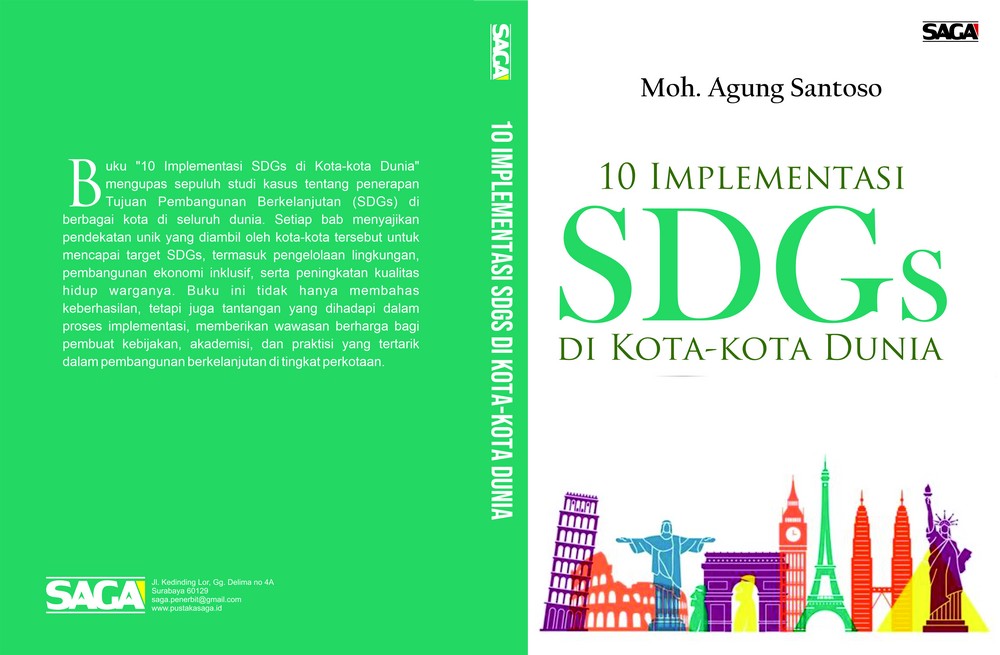 Buku "10 Implementasi SDGs di Kota-kota Dunia"
mengupas sepuluh studi kasus tentang penerapan
Tujuan Pembangunan Berkelanjutan (SDGs) di
berbagai kota di seluruh dunia. Setiap bab menyajikan
pendekatan unik yang diambil oleh kota-kota tersebut untuk
mencapai target SDGs, termasuk pengelolaan lingkungan,
pembangunan ekonomi inklusif, serta peningkatan kualitas
hidup warganya. Buku ini tidak hanya membahas
keberhasilan, tetapi juga tantangan yang dihadapi dalam
proses implementasi, memberikan wawasan berharga bagi
pembuat kebijakan, akademisi, dan praktisi yang tertarik
dalam pembangunan berkelanjutan di tingkat perkotaan.
SAGA
Jl. Kedinding Lor, Gg. Delima no 4A
Surabaya 60129
saga.penerbit@gmail.com
www.pustakasaga.id
SAGA
10 IMPLEMENTASI SDGS DI KOTA-KOTA DUNIA
SAGA
Moh. Agung Santoso
10 IMPLEMENTASI
SDGs
DI KOTA-KOTA DUNIA